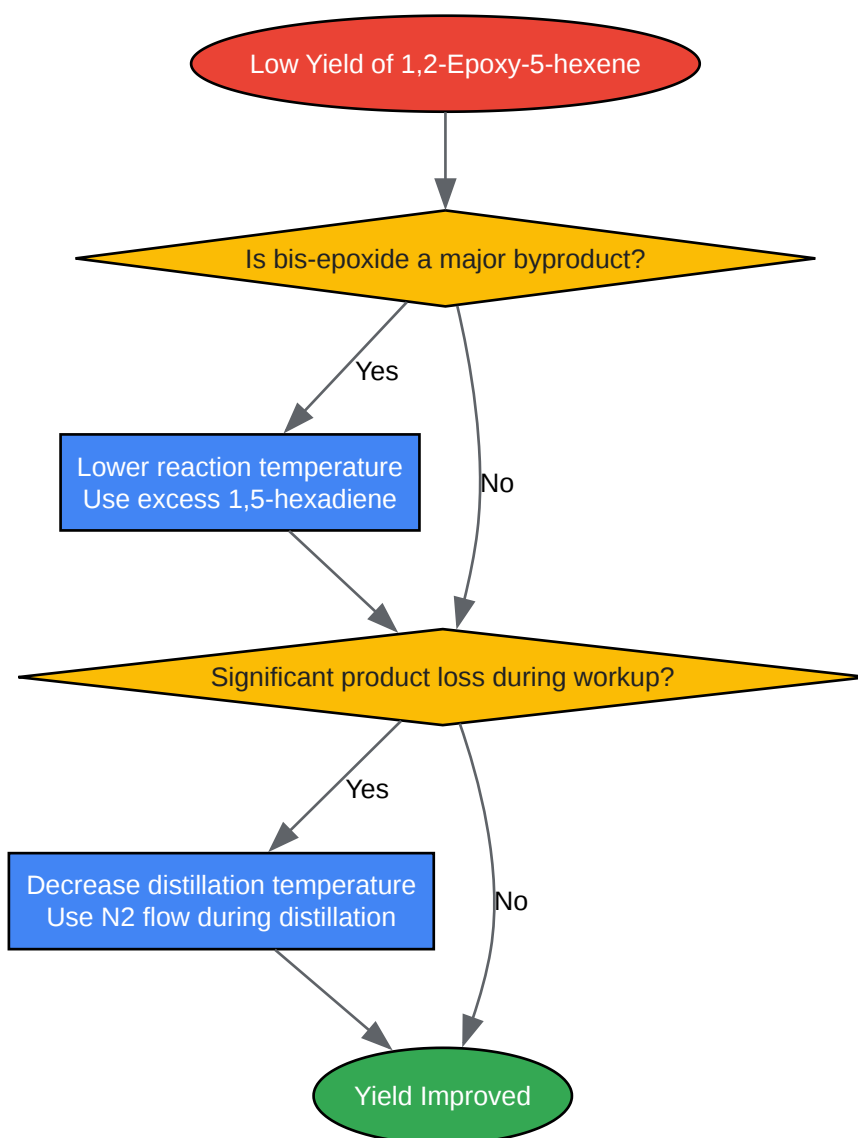 Low Yield of 1,2-Epoxy-5-hexene
Is bis-epoxide a major byproduct?
Yes
Lower reaction temperature
Use excess 1,5-hexadiene
No
Significant product loss during workup?
Yes
Decrease distillation temperature
Use N2 flow during distillation
No
Yield Improved